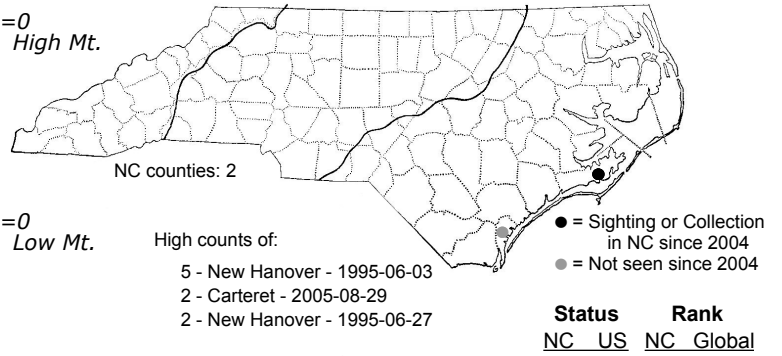 =0
High Mt.
NC counties: 2
=0
Low Mt.
High counts of:
5 - New Hanover - 1995-06-03
2 - Carteret - 2005-08-29
2 - New Hanover - 1995-06-27
● = Sighting or Collection
in NC since 2004
● = Not seen since 2004
Status Rank
NC US NC Global